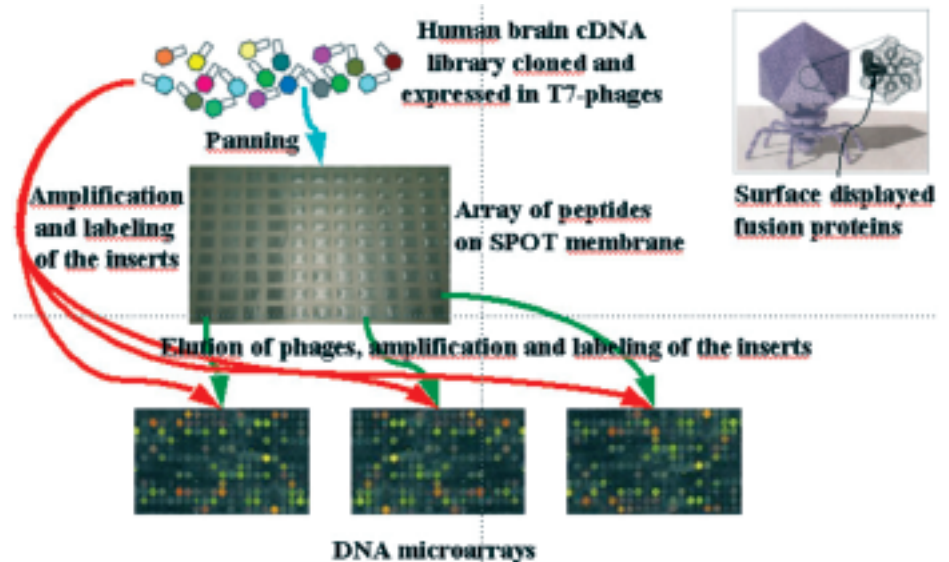 Human brain cDNA
library cloned and
expressed in T7-phages
Panning
Amplification
and labeling
of the inserts
Array of peptides
on SPOT membrane
Surface displayed
fusion proteins
Elution of phages, amplification and labeling of the inserts
DNA microarrays